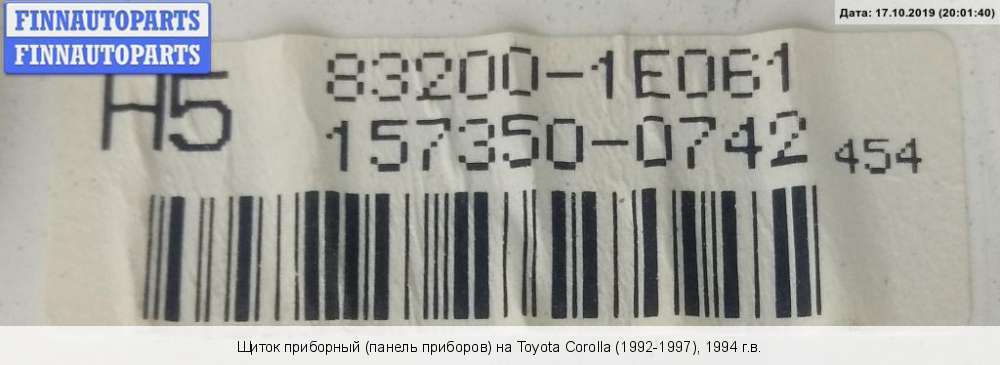 FINNAUTOPARTS
FINNAUTOPARTS
Дата: 17.10.2019 (20:01:40)
H5
83200-1E061
157350-0742 454
Щиток приборный (панель приборов) на Toyota Corolla (1992-1997), 1994 г.в.